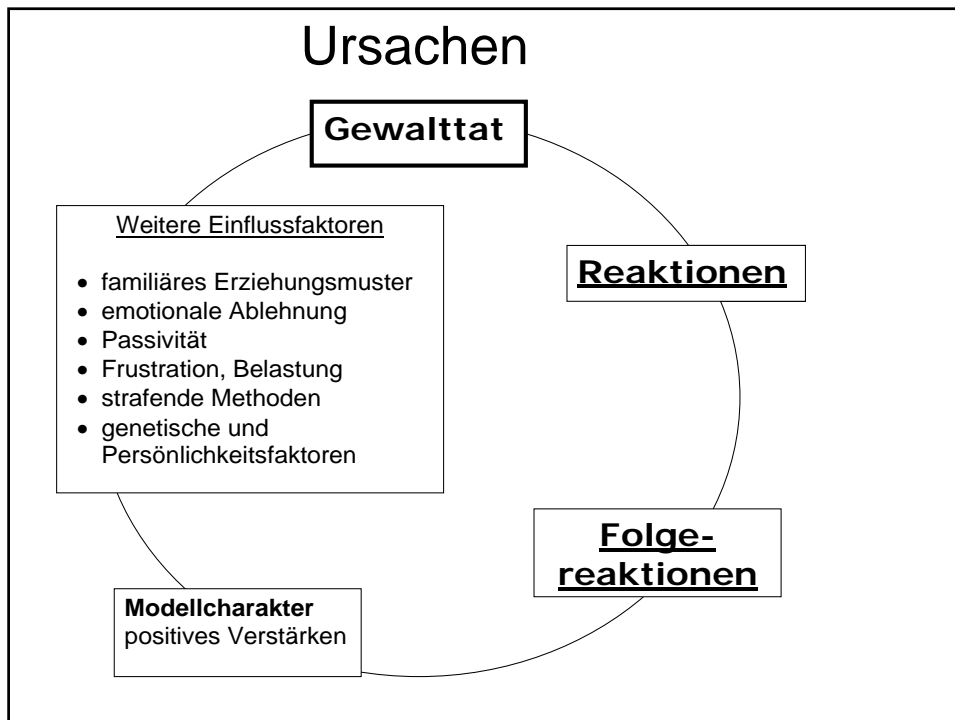 Ursachen
Gewalttat
Weitere Einflussfaktoren
• familiäres Erziehungsmuster
• emotionale Ablehnung
• Passivität
• Frustration, Belastung
• strafende Methoden
• genetische und
Persönlichkeitsfaktoren
Reaktionen
Folge-
reaktionen
Modellcharakter
positives Verstärken